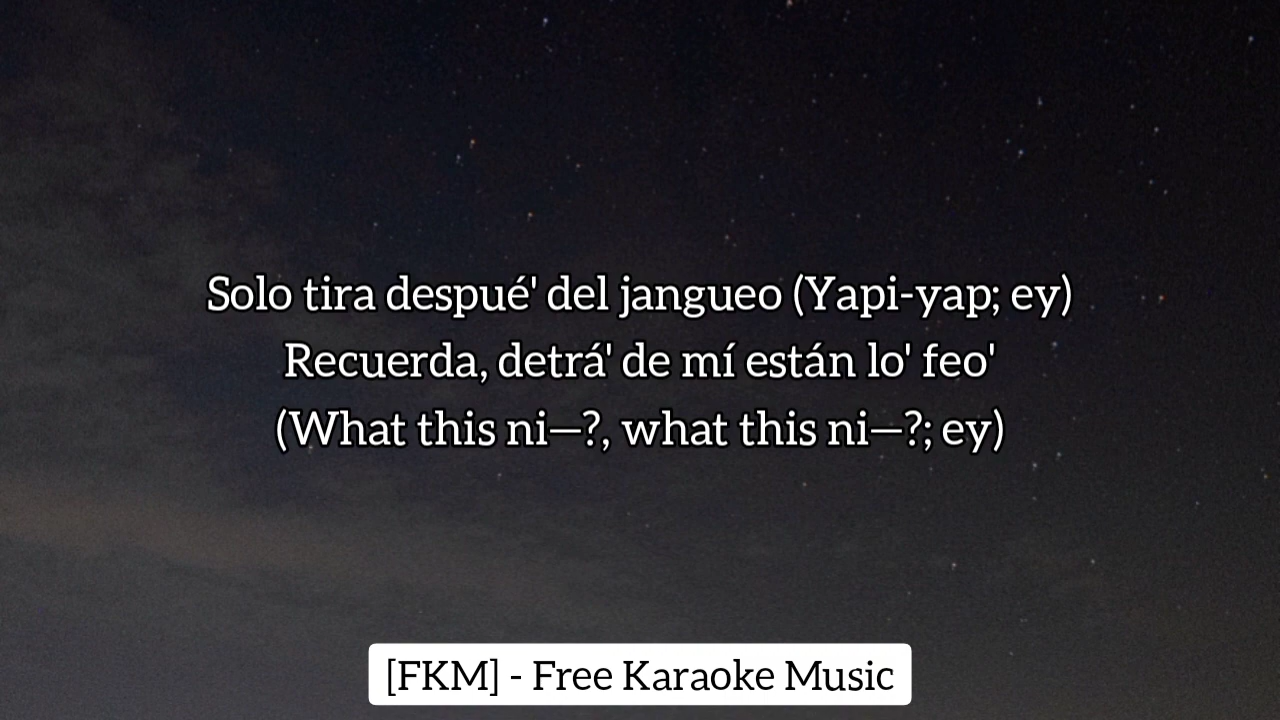 Solo tira despué' del jangueo (Yapi-yap; ey)
Recuerda, detrá' de mí están lo' feo'
(What this ni—?, what this ni—?; ey)
[FKM] - Free Karaoke Music